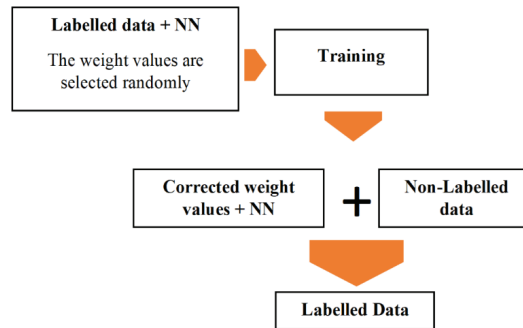 Labelled data + NN
The weight values are
selected randomly
Training
Corrected weight
values + NN
+
Non-Labelled
data
Labelled Data